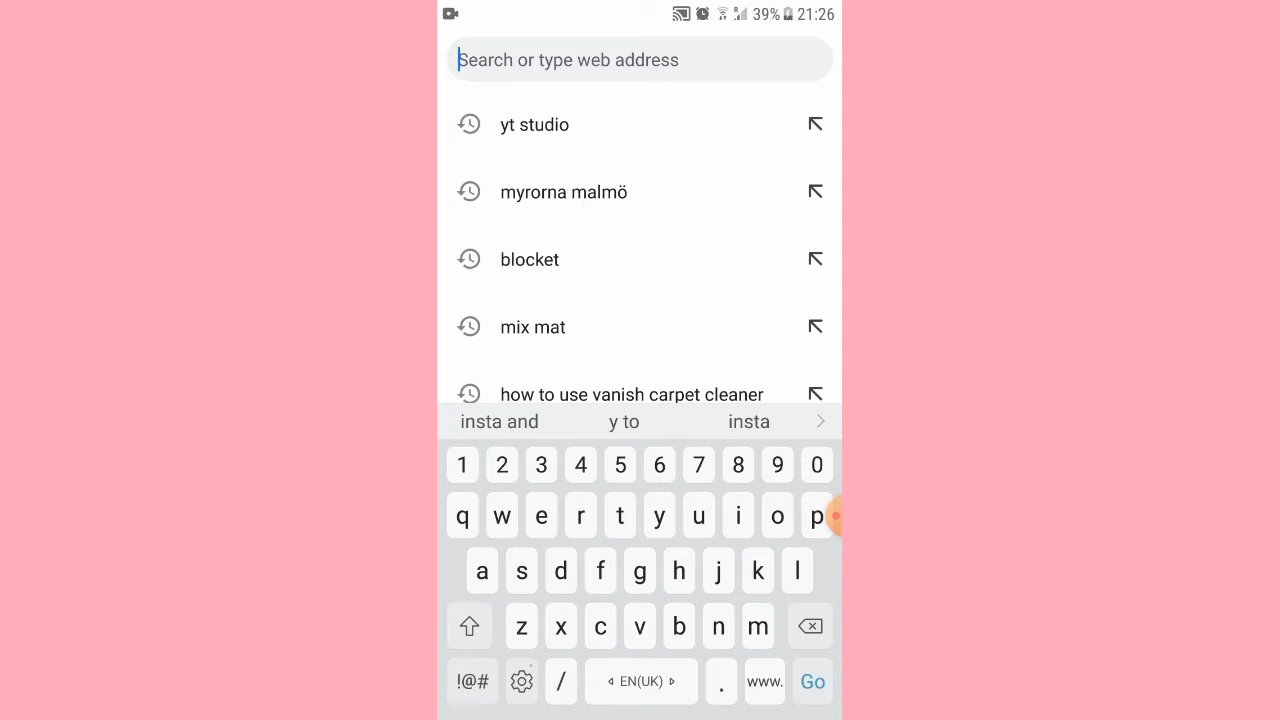 39% 21:26
Search or type web address
yt studio
myrorna malmö
blocket
mix mat
how to use vanish carpet cleaner
insta and y to insta
1 2 3 4 5 6 7 8 9 0
q w e r t y u i o p
a s d f g h j k l
z x c v b n m
!@# / EN(UK) . www. Go